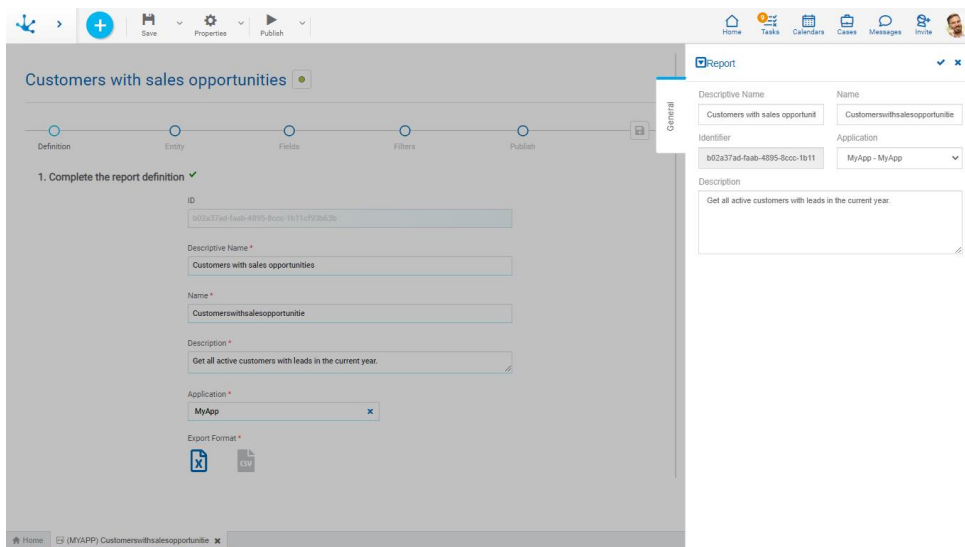 Save
Properties
Publish
Home
9
Tasks
Calendars
Cases
Messages
Invite
Customers with sales opportunities
Definition
Entity
Fields
Filters
Publish
1. Complete the report definition
ID
Descriptive Name *
Customers with sales opportunities
Name *
Customerswithsalesopportunitie
Description *
Get all active customers with leads in the current year.
Application *
MyApp
Export Format *
X
CSV
General
Report
Descriptive Name
Name
Customers with sales opportunit
Customerswithsalesopportunitie
Identifier
Application
b02a37ad-faab-4895-8ccc-1b11
MyApp - MyApp
Description
Get all active customers with leads in the current year.
Home
(MYAPP) Customerswithsalesopportunitie